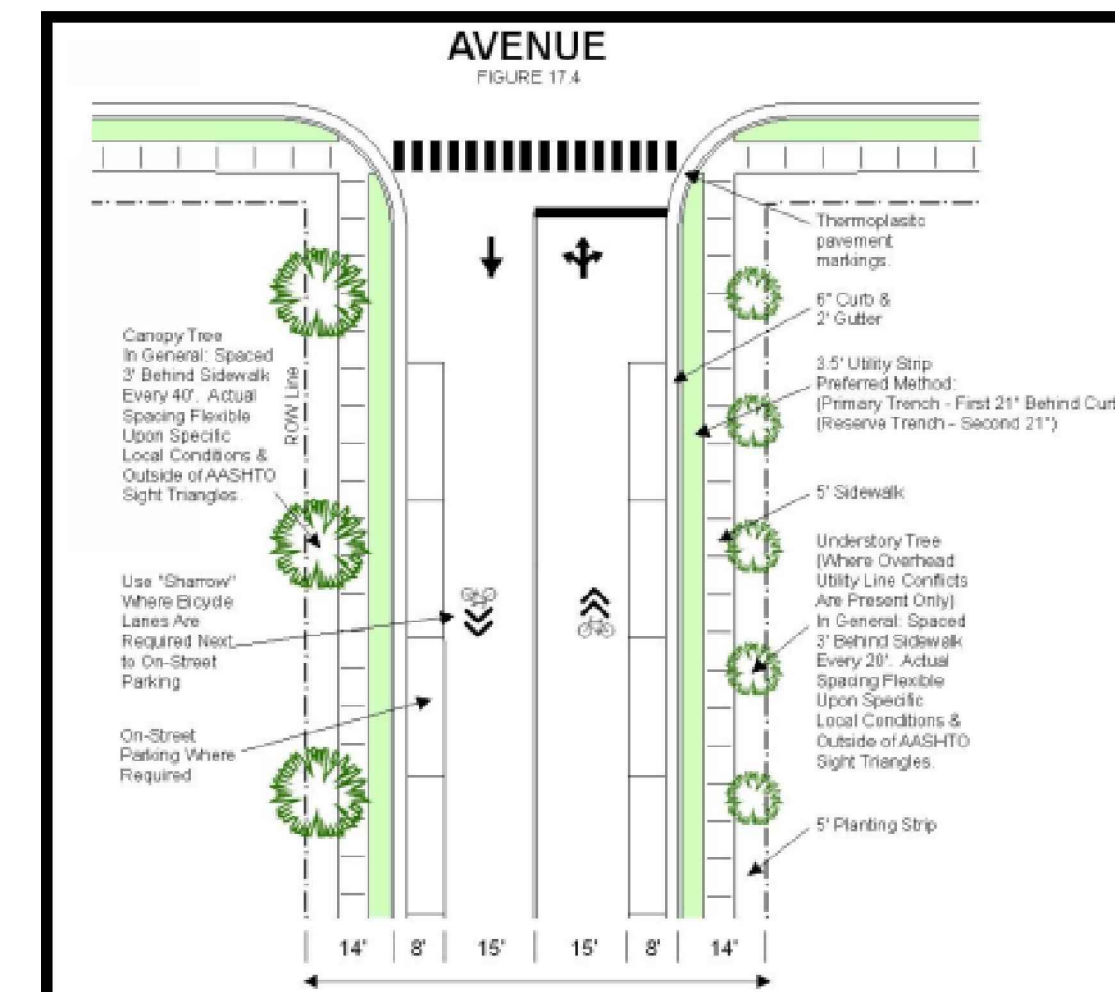 AVENUE
FIGURE 17.4
Thermoplasitc
pavement
markings.
6" Curb &
2' Gutter
Canopy Tree
In General: Spaced
3' Behind Sidewalk
Every 40'. Actual
Spacing Flexible
Upon Specific
Local Conditions &
Outside of AASHTO
Sight Triangles.
ROW Line
3.5' Utility Strip
Preferred Method:
(Primary Trench - First 21" Behind Curb
(Reserve Trench - Second 21")
5' Sidewalk
Use "Sharrow"
Where Bicycle
Lanes Are
Required Next
to On-Street
Parking
Understory Tree
(Where Overhead
Utility Line Conflicts
Are Present Only)
In General: Spaced
3' Behind Sidewalk
Every 20'. Actual
Spacing Flexible
Upon Specific
Local Conditions &
Outside of AASHTO
Sight Triangles.
On-Street
Parking Where
Required
5' Planting Strip
14' 8' 15' 15' 8' 14'